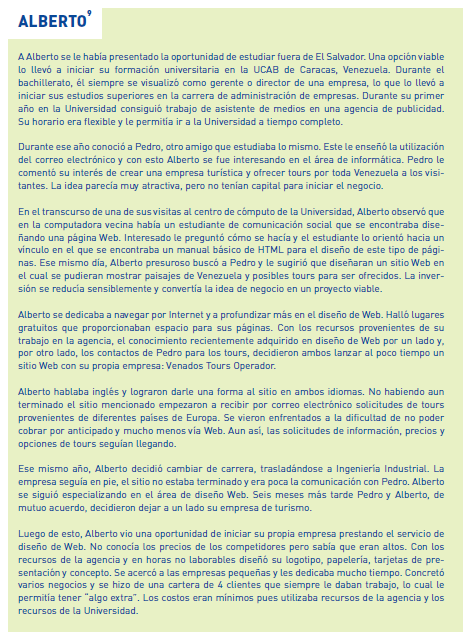 ALBERTO⁹
A Alberto se le había presentado la oportunidad de estudiar fuera de El Salvador. Una opción viable
lo llevó a iniciar su formación universitaria en la UCAB de Caracas, Venezuela. Durante el
bachillerato, él siempre se visualizó como gerente o director de una empresa, lo que lo llevó a
iniciar sus estudios superiores en la carrera de administración de empresas. Durante su primer
año en la Universidad consiguió trabajo de asistente de medios en una agencia de publicidad.
Su horario era flexible y le permitía ir a la Universidad a tiempo completo.
Durante ese año conoció a Pedro, otro amigo que estudiaba lo mismo. Este le enseñó la utilización
del correo electrónico y con esto Alberto se fue interesando en el área de informática. Pedro le
comentó su interés de crear una empresa turística y ofrecer tours por toda Venezuela a los visi-
tantes. La idea parecía muy atractiva, pero no tenían capital para iniciar el negocio.
En el transcurso de una de sus visitas al centro de cómputo de la Universidad, Alberto observó que
en la computadora vecina había un estudiante de comunicación social que se encontraba dise-
ñando una página Web. Interesado le preguntó cómo se hacía y el estudiante lo orientó hacia un
vínculo en el que se encontraba un manual básico de HTML para el diseño de este tipo de pági-
nas. Ese mismo día, Alberto presuroso buscó a Pedro y le sugirió que diseñaran un sitio Web en
el cual se pudieran mostrar paisajes de Venezuela y posibles tours para ser ofrecidos. La inver-
sión se reducía sensiblemente y convertía la idea de negocio en un proyecto viable.
Alberto se dedicaba a navegar por Internet y a profundizar más en el diseño de Web. Halló lugares
gratuitos que proporcionaban espacio para sus páginas. Con los recursos provenientes de su
trabajo en la agencia, el conocimiento recientemente adquirido en diseño de Web por un lado y,
por otro lado, los contactos de Pedro para los tours, decidieron ambos lanzar al poco tiempo un
sitio Web con su propia empresa: Venados Tours Operador.
Alberto hablaba inglés y lograron darle una forma al sitio en ambos idiomas. No habiendo aun
terminado el sitio mencionado empezaron a recibir por correo electrónico solicitudes de tours
provenientes de diferentes países de Europa. Se vieron enfrentados a la dificultad de no poder
cobrar por anticipado y mucho menos vía Web. Aun así, las solicitudes de información, precios y
opciones de tours seguían llegando.
Ese mismo año, Alberto decidió cambiar de carrera, trasladándose a Ingeniería Industrial. La
empresa seguía en pie, el sitio no estaba terminado y era poca la comunicación con Pedro. Alberto
se siguió especializando en el área de diseño Web. Seis meses más tarde Pedro y Alberto, de
mutuo acuerdo, decidieron dejar a un lado su empresa de turismo.
Luego de esto, Alberto vio una oportunidad de iniciar su propia empresa prestando el servicio de
diseño de Web. No conocía los precios de los competidores pero sabía que eran altos. Con los
recursos de la agencia y en horas no laborables diseñó su logotipo, papelería, tarjetas de pre-
sentación y concepto. Se acercó a las empresas pequeñas y les dedicaba mucho tiempo. Concretó
varios negocios y se hizo de una cartera de 4 clientes que siempre le daban trabajo, lo cual le
permitía tener “algo extra”. Los costos eran mínimos pues utilizaba recursos de la agencia y los
recursos de la Universidad.